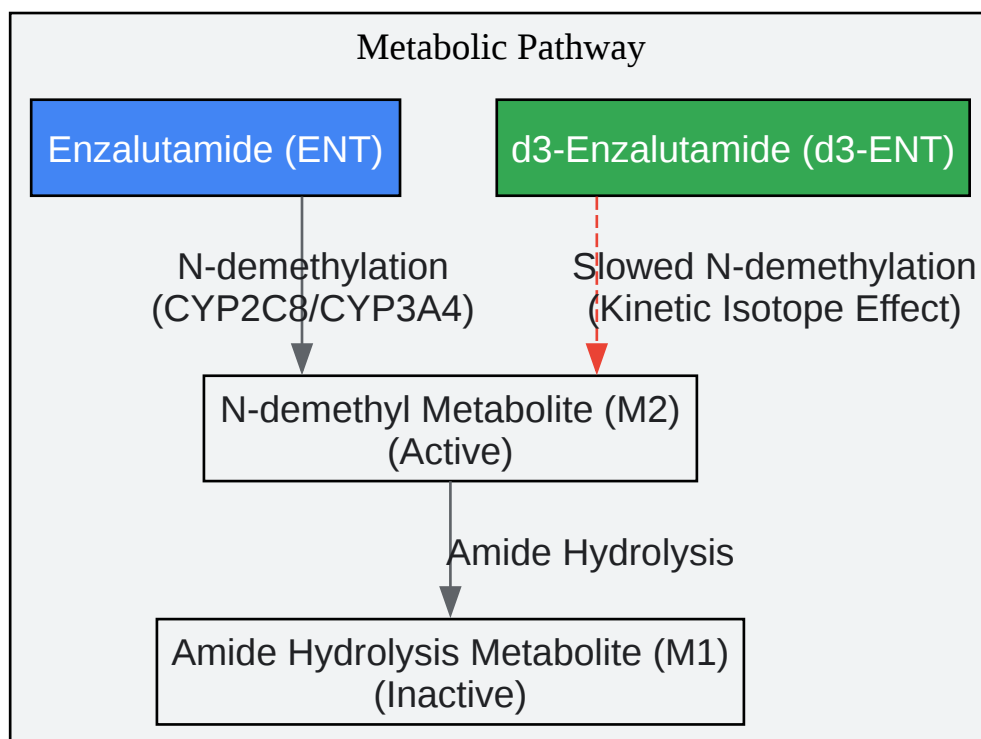 Metabolic Pathway
Enzalutamide (ENT)
d3-Enzalutamide (d3-ENT)
N-demethylation
(CYP2C8/CYP3A4)
Slowed N-demethylation
(Kinetic Isotope Effect)
N-demethyl Metabolite (M2)
(Active)
Amide Hydrolysis
Amide Hydrolysis Metabolite (M1)
(Inactive)